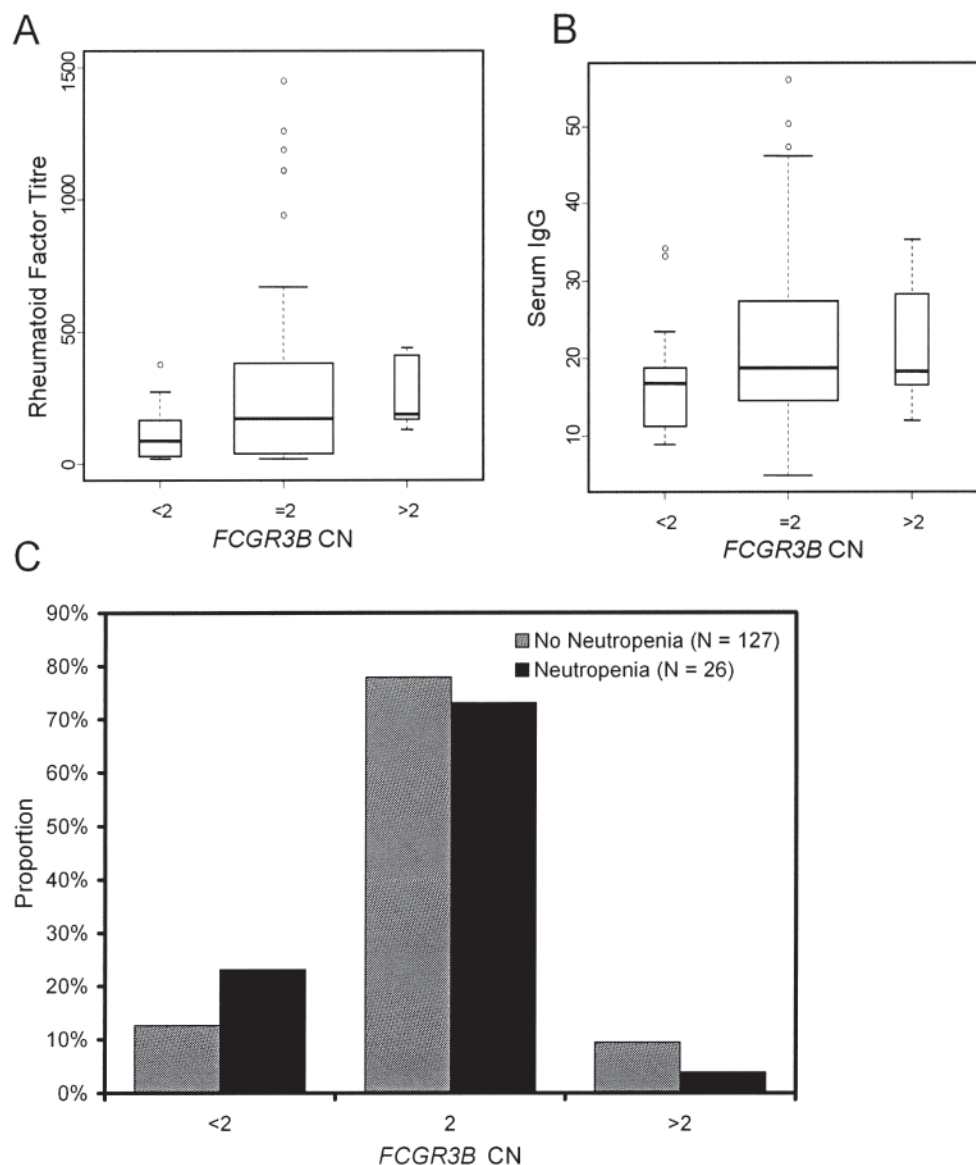 A
Rheumatoid Factor Titre
1500
1000
500
0
<2 =2 >2
FCGR3B CN
B
Serum IgG
50
40
30
20
10
<2 =2 >2
FCGR3B CN
C
Proportion
90%
80%
70%
60%
50%
40%
30%
20%
10%
0%
No Neutropenia (N = 127)
Neutropenia (N = 26)
<2 2 >2
FCGR3B CN